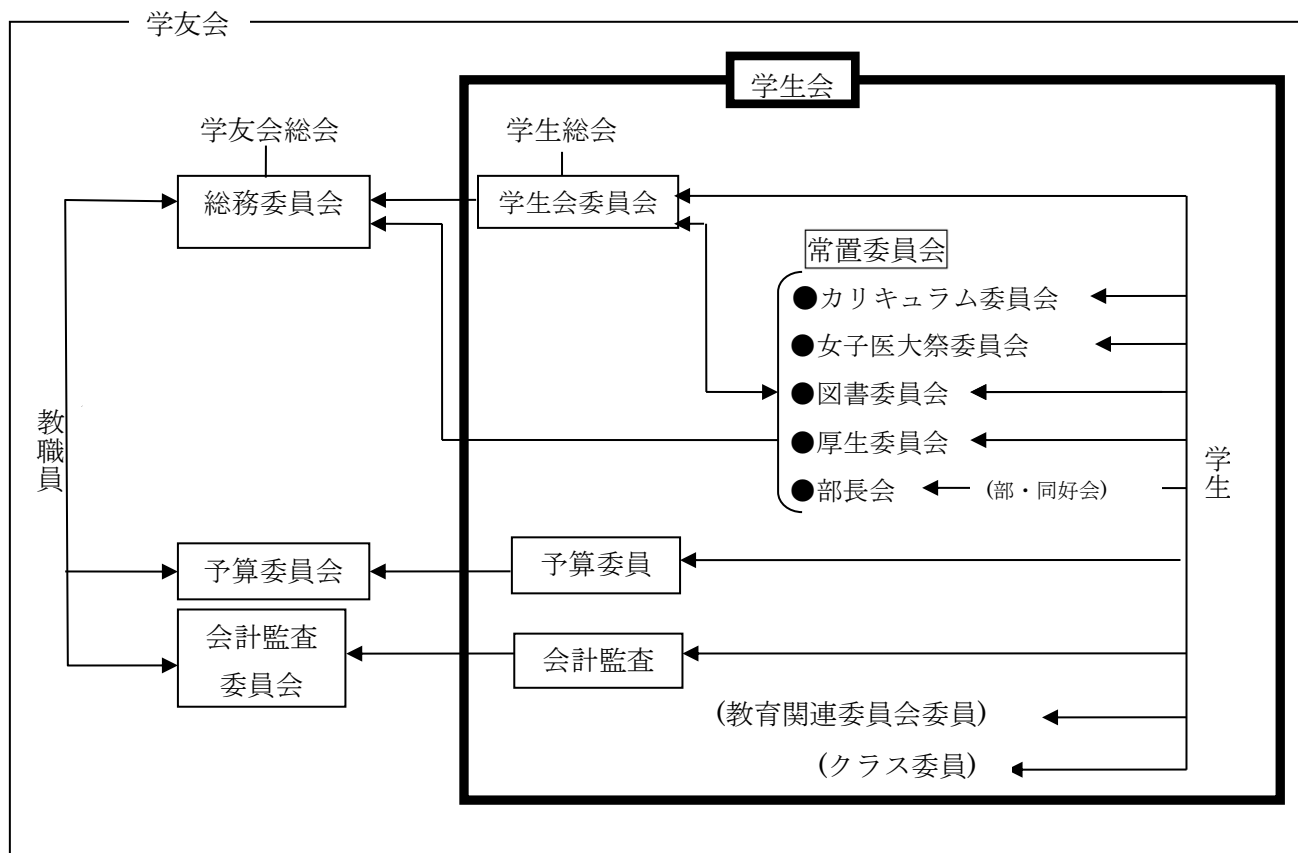 学友会
学生会
学友会総会
学生総会
総務委員会
学生会委員会
常置委員会
●カリキュラム委員会
●女子医大祭委員会
●図書委員会
●厚生委員会
●部長会
(部・同好会)
教職員
学生
予算委員会
予算委員
会計監査
委員会
会計監査
(教育関連委員会委員)
(クラス委員)